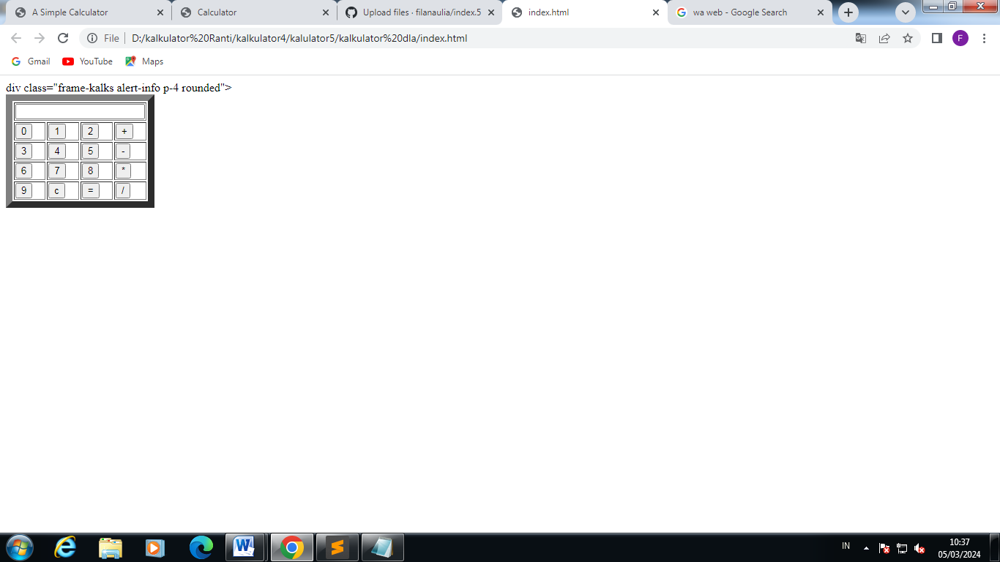 A Simple Calculator
Calculator
Upload files · filanaulia/index.5
index.html
wa web - Google Search
File
D:/kalkulator%20Ranti/kalkulator4/kalulator5/kalkulator%20dla/index.html
F
Gmail
YouTube
Maps
div class="frame-kalks alert-info p-4 rounded">
0 1 2 +
3 4 5 -
6 7 8 *
9 c = /
IN
10:37
05/03/2024